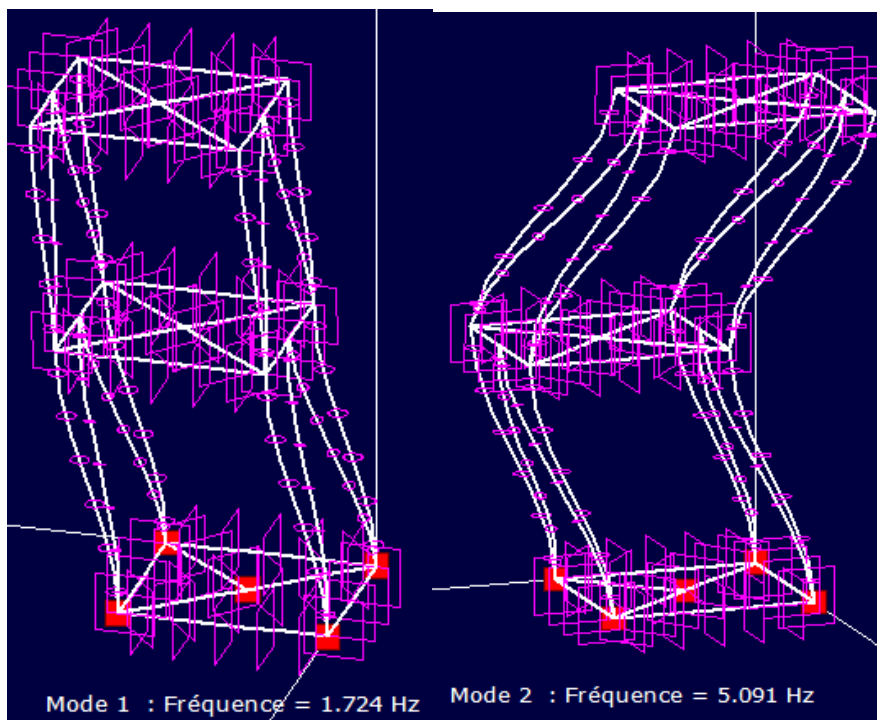 Mode 1 : Fréquence = 1.724 Hz
Mode 2 : Fréquence = 5.091 Hz